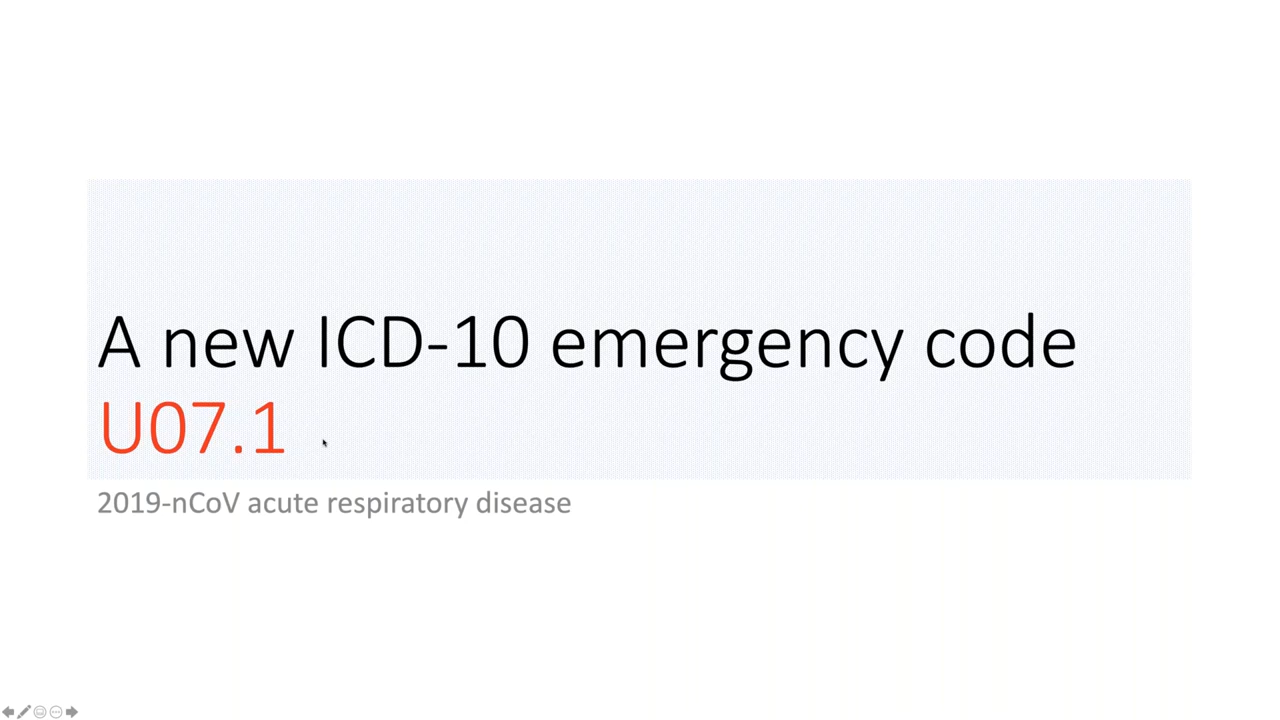 A new ICD-10 emergency code
U07.1
2019-nCoV acute respiratory disease